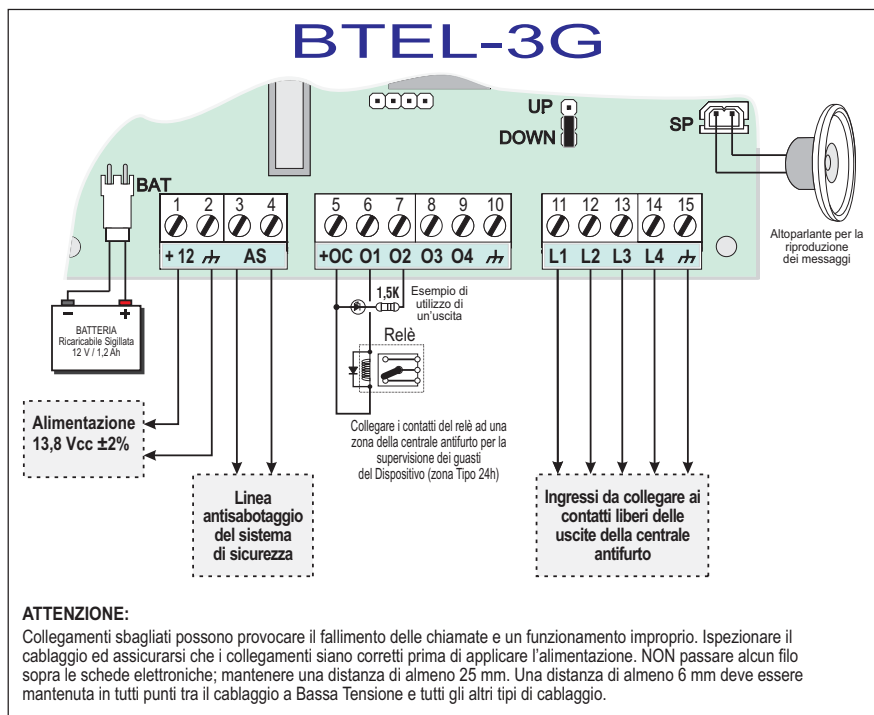 BTEL-3G
UP
DOWN
SP
BAT
1 2 3 4
5 6 7 8 9 10
11 12 13 14 15
+ 12 AS
+OC O1 O2 O3 O4
L1 L2 L3 L4
Altoparlante per la
riproduzione
dei messaggi
1,5K
Esempio di
utilizzo di
un'uscita
Relè
− +
BATTERIA
Ricaricabile Sigillata
12 V / 1,2 Ah
Alimentazione
13,8 Vcc ±2%
Collegare i contatti del relè ad una
zona della centrale antifurto per la
supervisione dei guasti
del Dispositivo (zona Tipo 24h)
Linea
antisabotaggio
del sistema
di sicurezza
Ingressi da collegare ai
contatti liberi delle
uscite della centrale
antifurto
ATTENZIONE:
Collegamenti sbagliati possono provocare il fallimento delle chiamate e un funzionamento improprio. Ispezionare il
cablaggio ed assicurarsi che i collegamenti siano corretti prima di applicare l'alimentazione. NON passare alcun filo
sopra le schede elettroniche; mantenere una distanza di almeno 25 mm. Una distanza di almeno 6 mm deve essere
mantenuta in tutti punti tra il cablaggio a Bassa Tensione e tutti gli altri tipi di cablaggio.